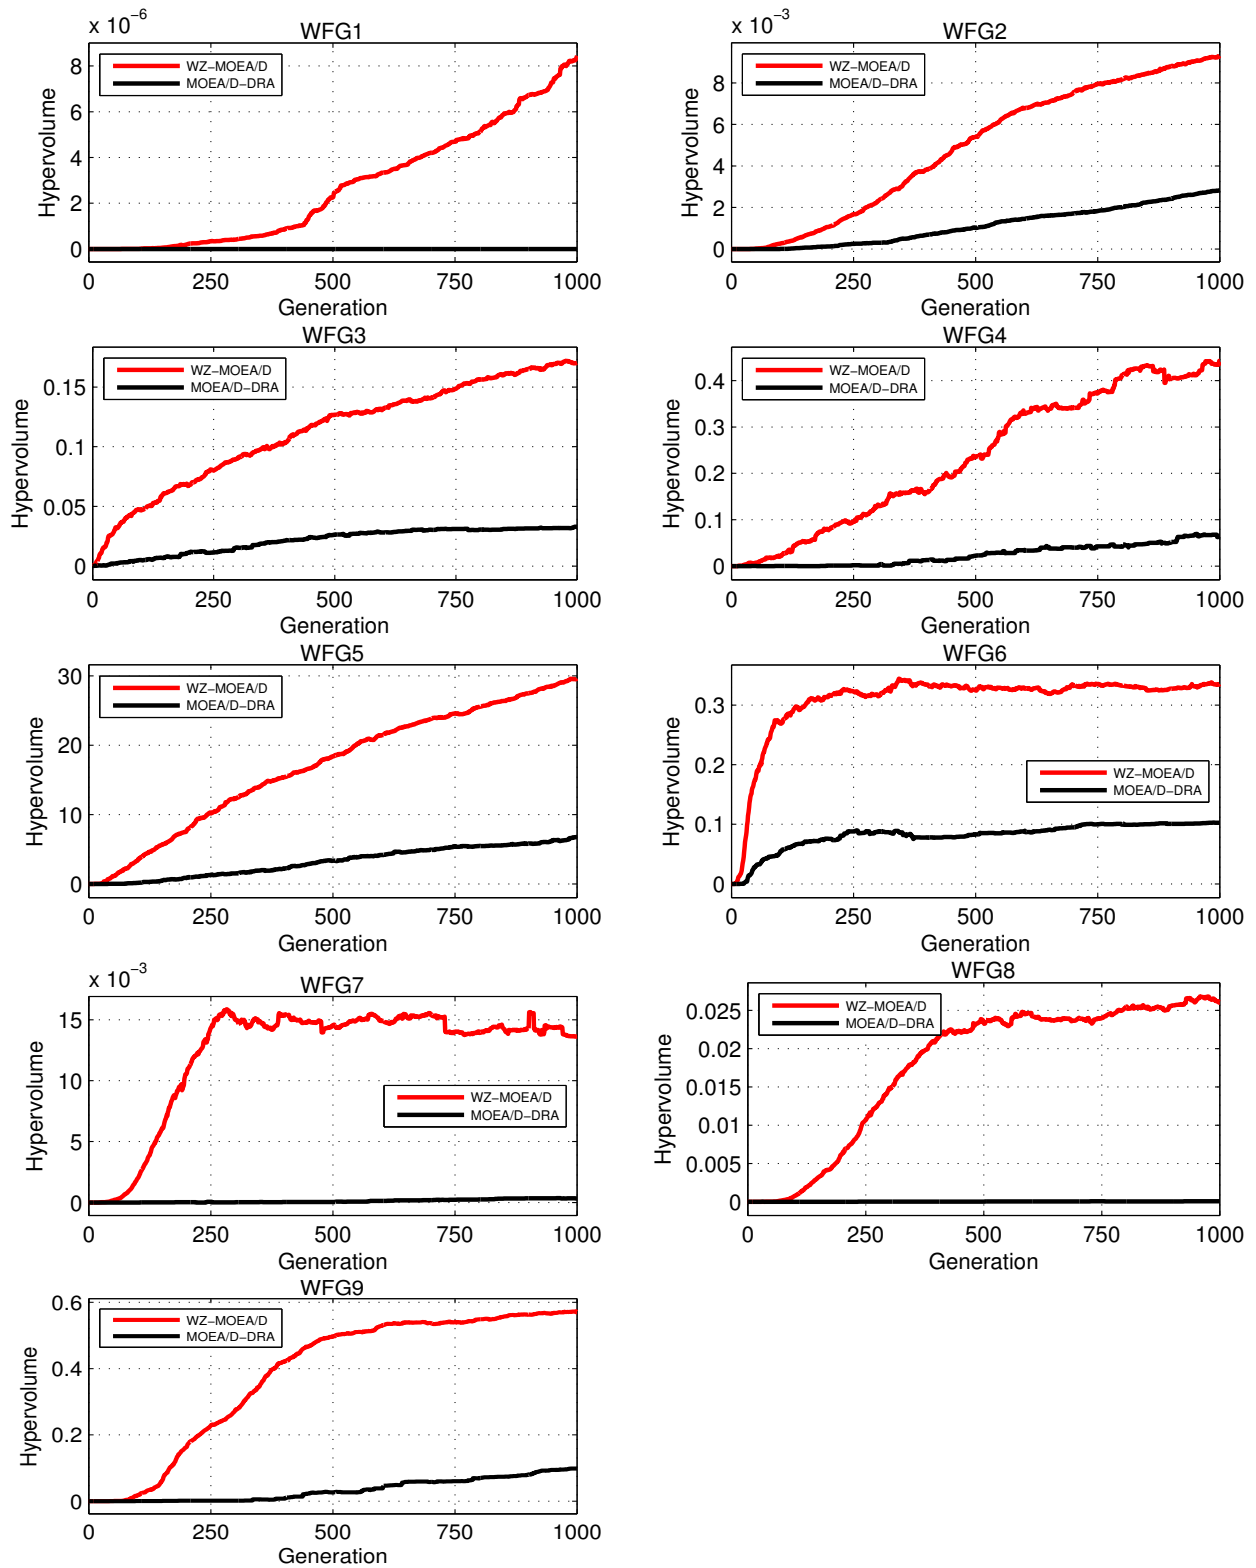 x 10−6
WFG1
WZ−MOEA/D
MOEA/D−DRA
8
6
4
2
0
Hypervolume
0 250 500 750 1000
Generation
x 10−3
WFG2
WZ−MOEA/D
MOEA/D−DRA
8
6
4
2
0
Hypervolume
0 250 500 750 1000
Generation
WFG3
WZ−MOEA/D
MOEA/D−DRA
0.15
0.1
0.05
0
Hypervolume
0 250 500 750 1000
Generation
WFG4
WZ−MOEA/D
MOEA/D−DRA
0.4
0.3
0.2
0.1
0
Hypervolume
0 250 500 750 1000
Generation
WFG5
WZ−MOEA/D
MOEA/D−DRA
30
20
10
0
Hypervolume
0 250 500 750 1000
Generation
WFG6
WZ−MOEA/D
MOEA/D−DRA
0.3
0.2
0.1
0
Hypervolume
0 250 500 750 1000
Generation
x 10−3
WFG7
WZ−MOEA/D
MOEA/D−DRA
15
10
5
0
Hypervolume
0 250 500 750 1000
Generation
WFG8
WZ−MOEA/D
MOEA/D−DRA
0.025
0.02
0.015
0.01
0.005
0
Hypervolume
0 250 500 750 1000
Generation
WFG9
WZ−MOEA/D
MOEA/D−DRA
0.6
0.4
0.2
0
Hypervolume
0 250 500 750 1000
Generation